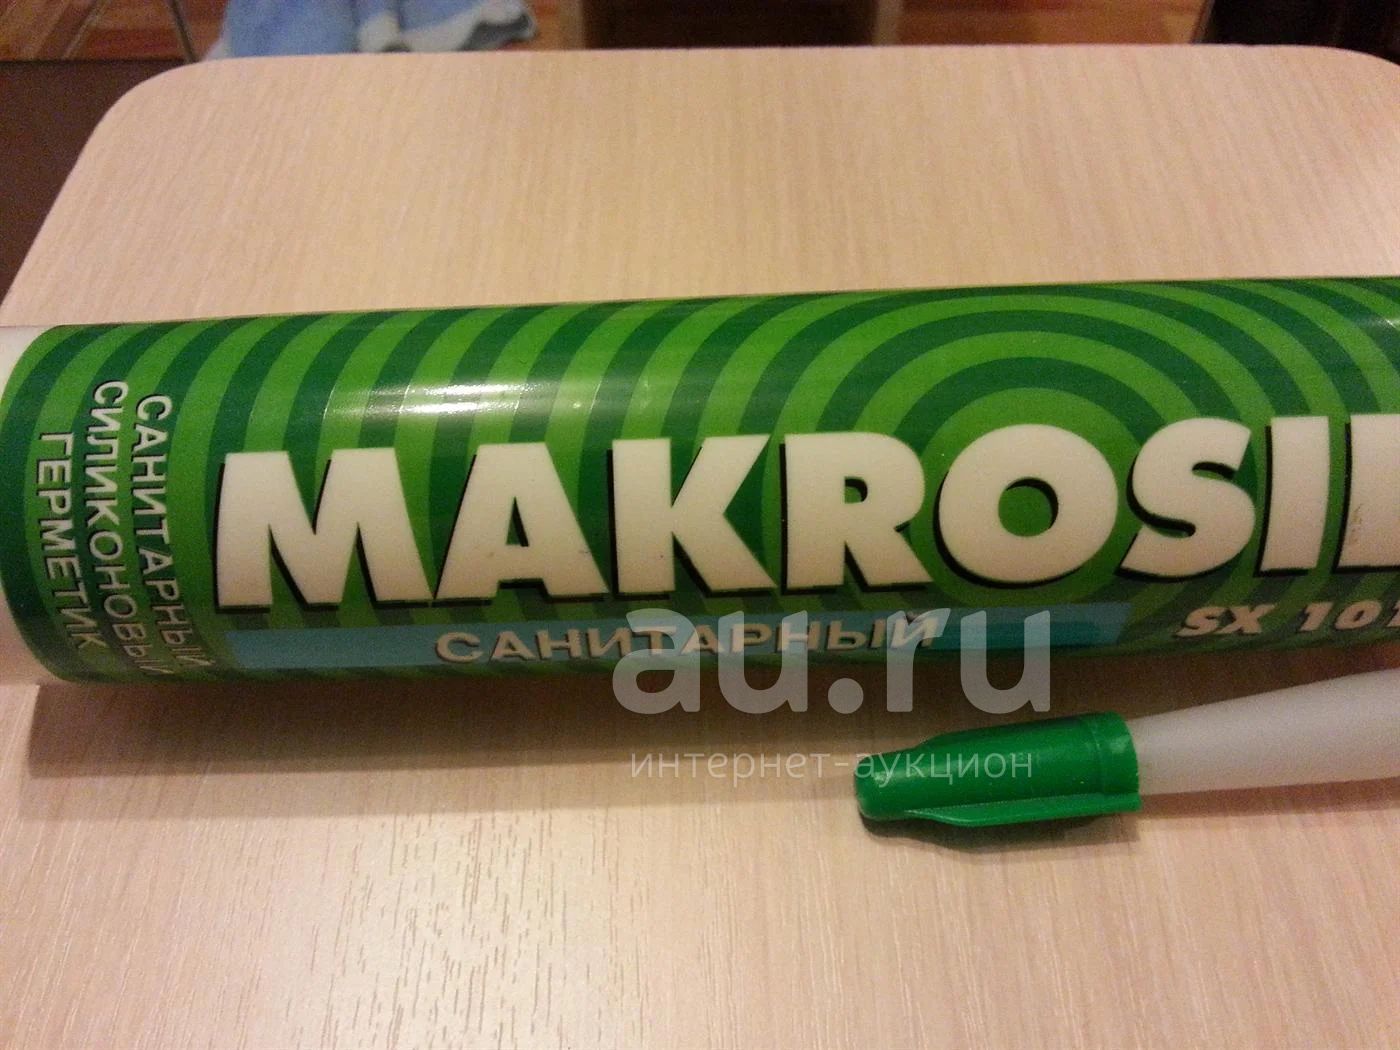 САНИТАРНЫЙ
СИЛИКОНОВЫЙ
ГЕРМЕТИК
MAKROSIL
САНИТАРНЫЙ
SX 101
au.ru
интернет-аукцион